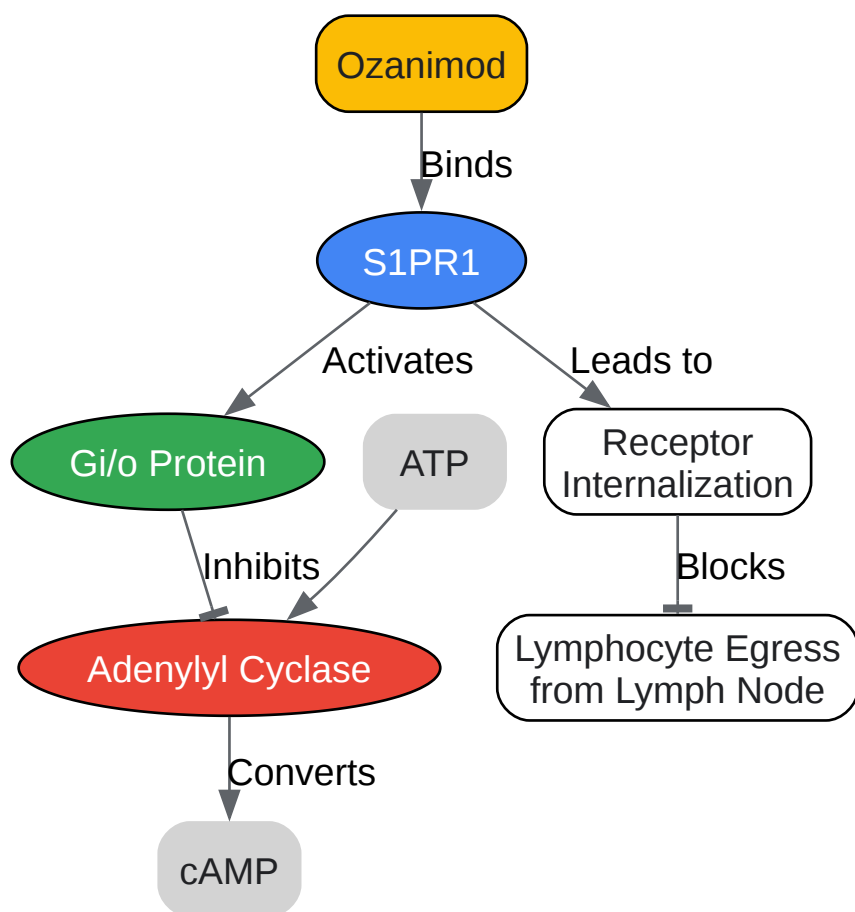 Ozanimod
Binds
S1PR1
Activates
Leads to
Gi/o Protein
ATP
Receptor
Internalization
Inhibits
Blocks
Adenylyl Cyclase
Lymphocyte Egress
from Lymph Node
Converts
cAMP